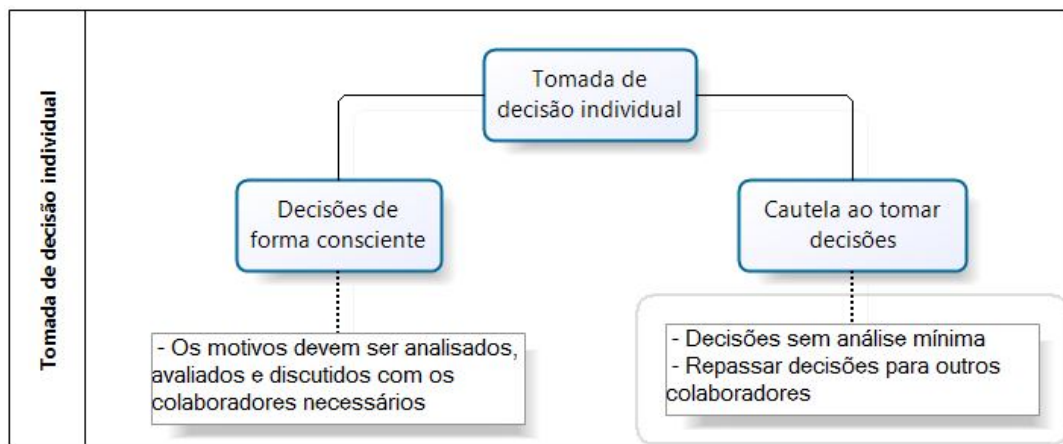 Tomada de decisão individual
Tomada de
decisão individual
Decisões de
forma consciente
Cautela ao tomar
decisões
- Os motivos devem ser analisados,
avaliados e discutidos com os
colaboradores necessários
- Decisões sem análise mínima
- Repassar decisões para outros
colaboradores